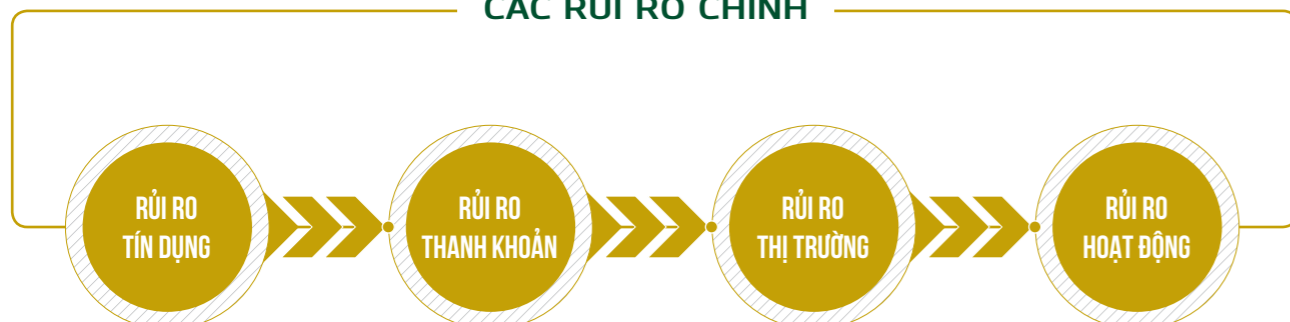 CÁC RỦI RO CHÍNH
RỦI RO
TÍN DỤNG
RỦI RO
THANH KHOẢN
RỦI RO
THỊ TRƯỜNG
RỦI RO
HOẠT ĐỘNG